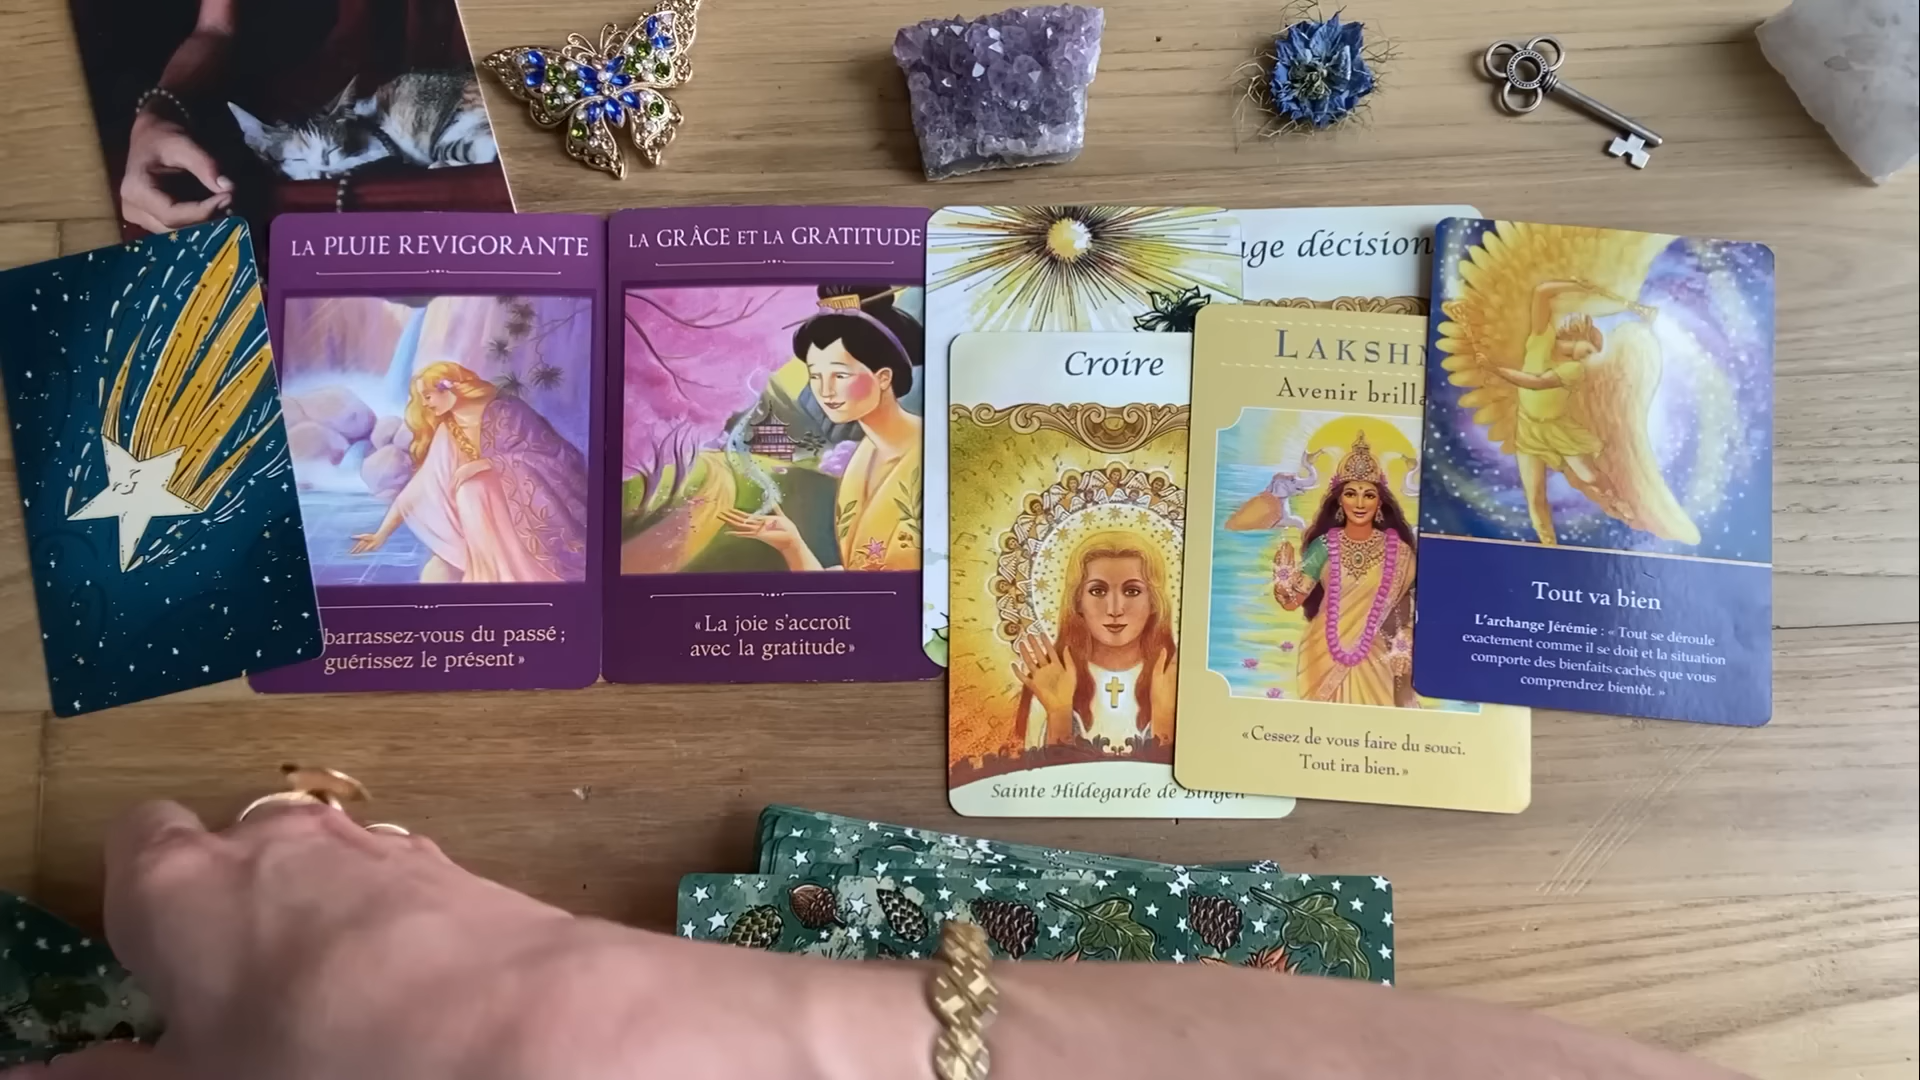 LA PLUIE REVIGORANTE
barrassez-vous du passé ;
guérissez le présent»
LA GRÂCE ET LA GRATITUDE
«La joie s'accroît
avec la gratitude»
ge décision
Croire
Sainte Hildegarde de Bingen
LAKSHM
Avenir brilla
«Cessez de vous faire du souci.
Tout ira bien.»
Tout va bien
L'archange Jérémie : « Tout se déroule
exactement comme il se doit et la situation
comporte des bienfaits cachés que vous
comprendrez bientôt. »